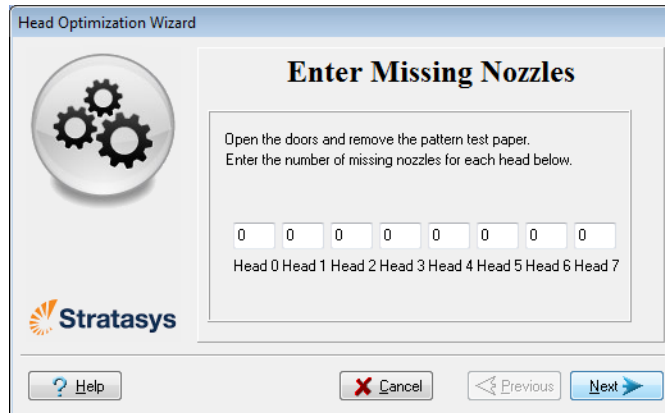 Head Optimization Wizard
Enter Missing Nozzles
Open the doors and remove the pattern test paper.
Enter the number of missing nozzles for each head below.
0 0 0 0 0 0 0 0
Head 0 Head 1 Head 2 Head 3 Head 4 Head 5 Head 6 Head 7
Stratasys
? Help Cancel Previous Next